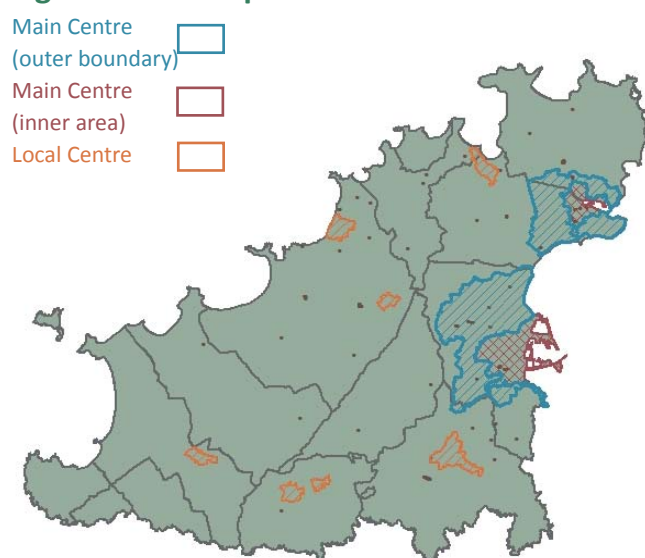 Main Centre
(outer boundary)
Main Centre
(inner area)
Local Centre